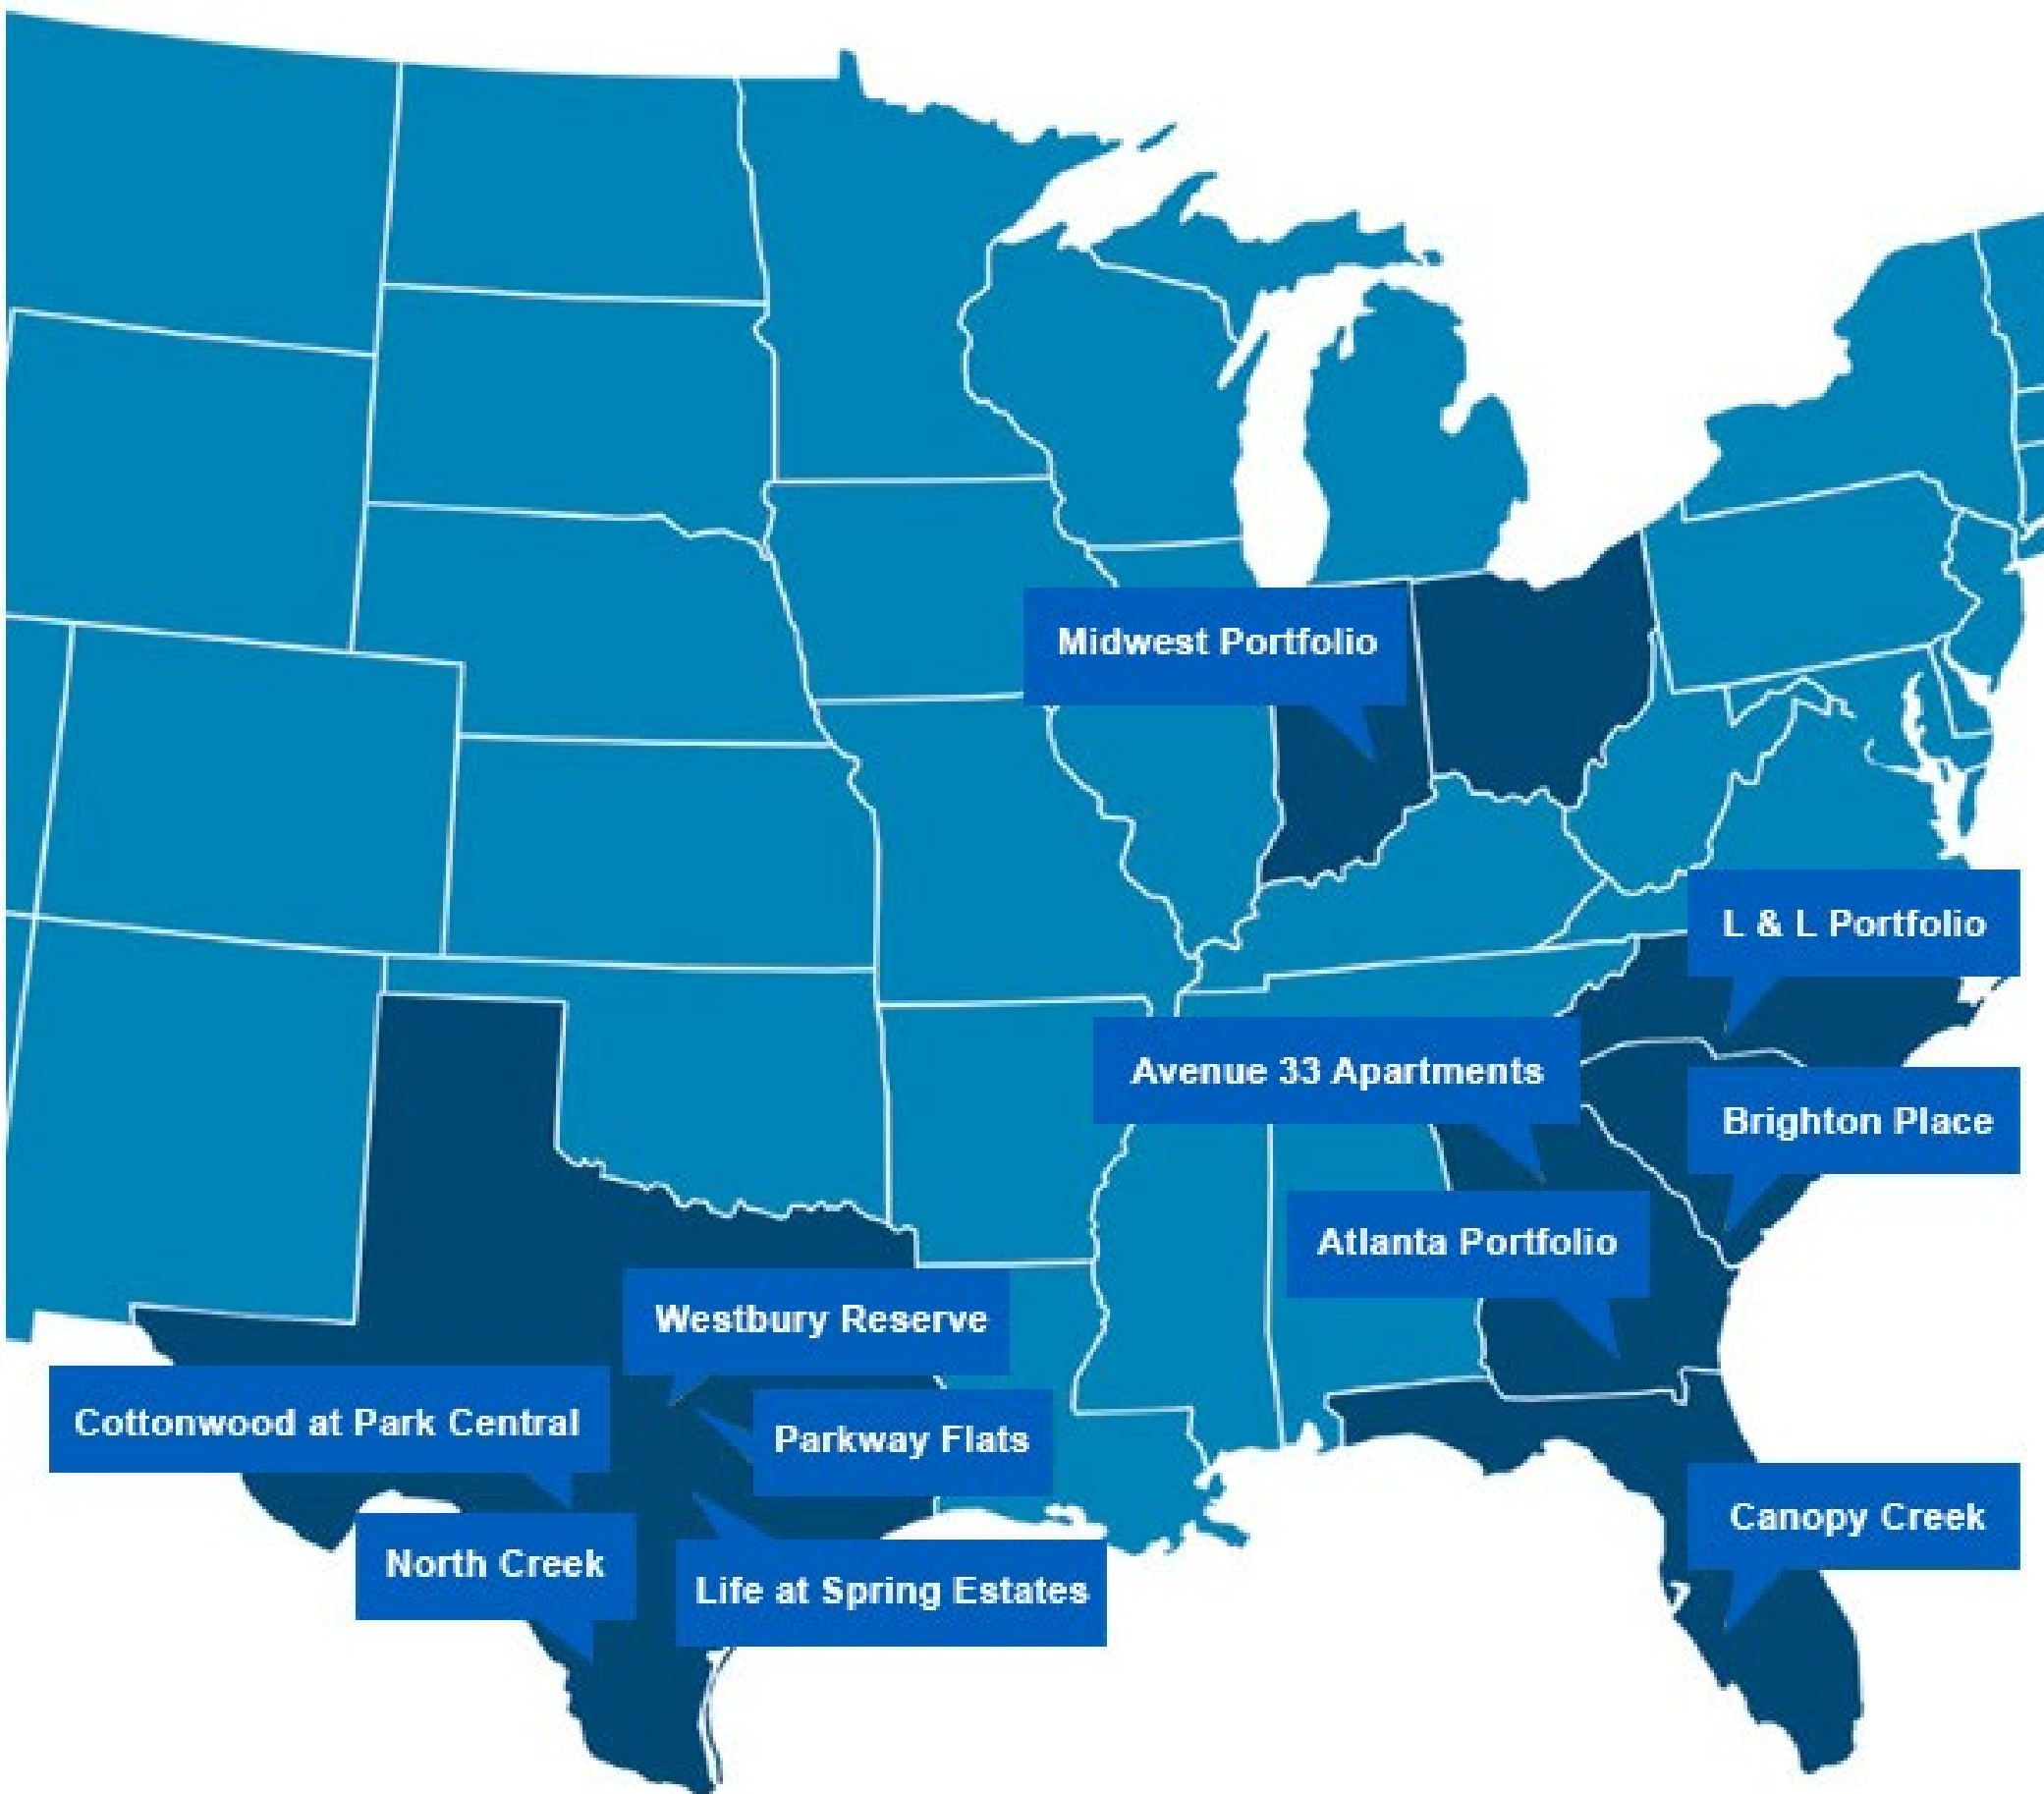 Midwest Portfolio
L & L Portfolio
Avenue 33 Apartments
Brighton Place
Atlanta Portfolio
Westbury Reserve
Cottonwood at Park Central
Parkway Flats
Canopy Creek
North Creek
Life at Spring Estates